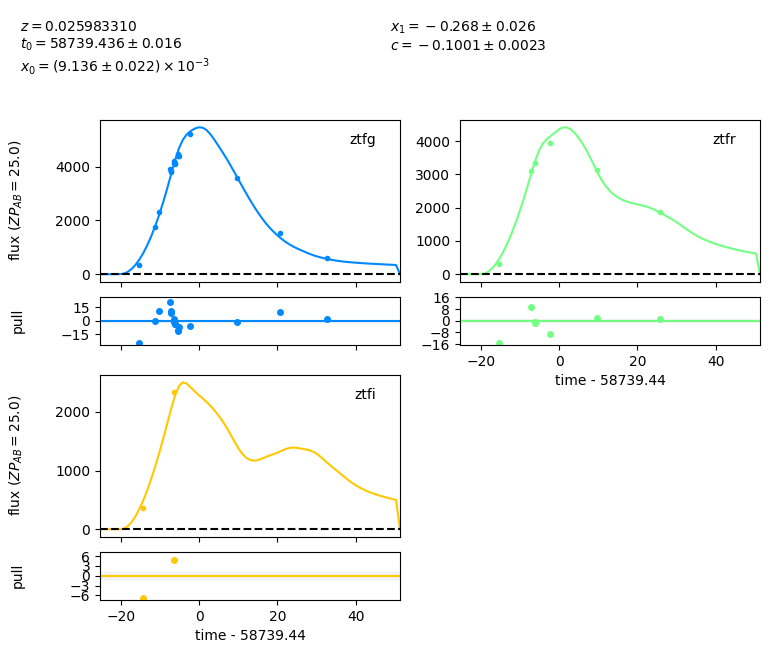 z = 0.025983310
t₀ = 58739.436 ± 0.016
x₀ = (9.136 ± 0.022) × 10⁻³
x₁ = −0.268 ± 0.026
c = −0.1001 ± 0.0023
flux (ZP_AB = 25.0)
4000
2000
0
ztfg
15
0
−15
pull
4000
3000
2000
1000
0
ztfr
16
8
0
−8
−16
−20 0 20 40
time - 58739.44
flux (ZP_AB = 25.0)
2000
1000
0
ztfi
6
3
0
−3
−6
pull
−20 0 20 40
time - 58739.44